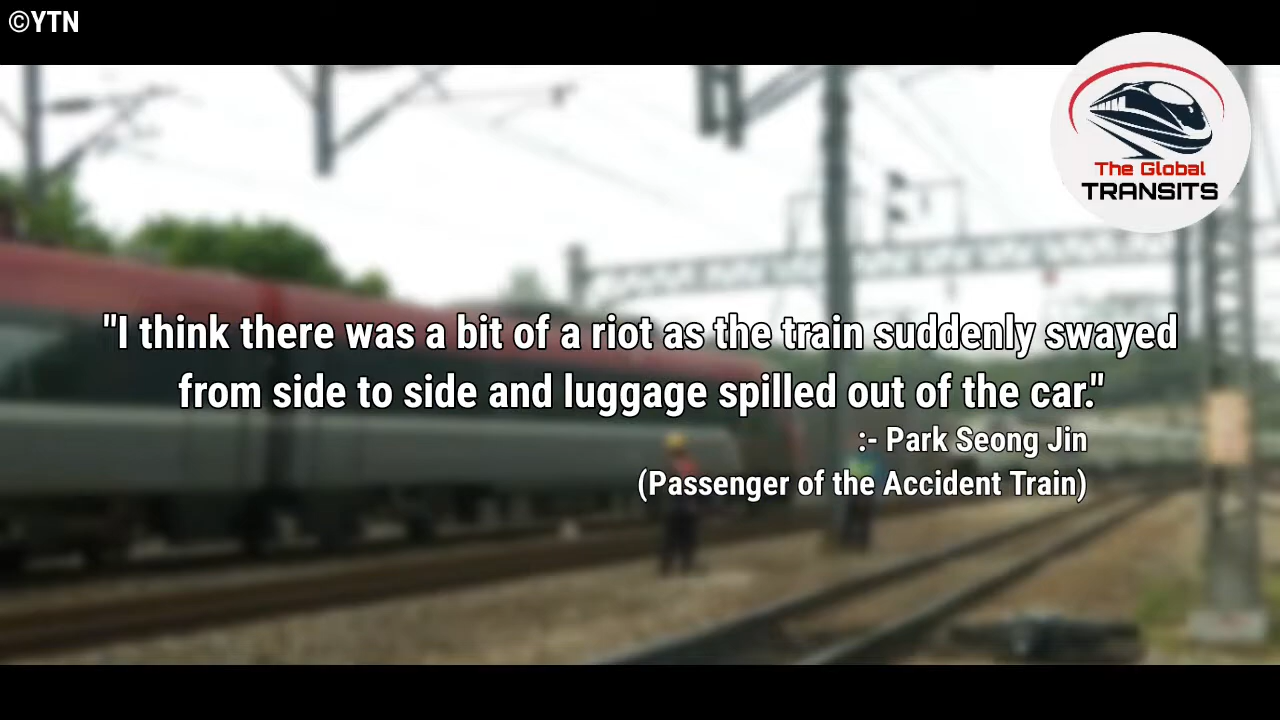 ©YTN
The Global
TRANSITS
"I think there was a bit of a riot as the train suddenly swayed
from side to side and luggage spilled out of the car."
:- Park Seong Jin
(Passenger of the Accident Train)